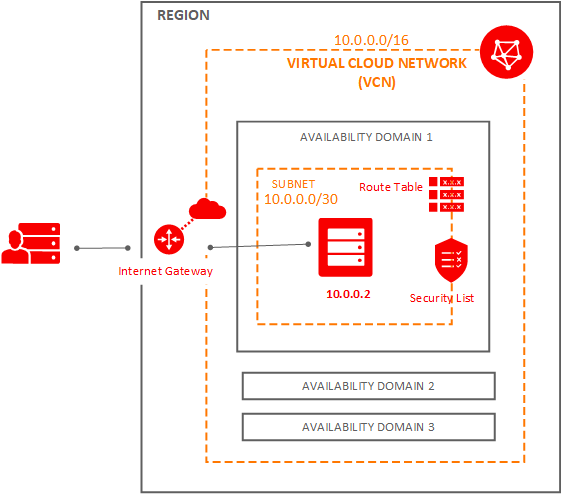 REGION
10.0.0.0/16
VIRTUAL CLOUD NETWORK
(VCN)
AVAILABILITY DOMAIN 1
SUBNET
10.0.0.0/30
Route Table
x.x.x
x.x.x
x.x.x
Internet Gateway
10.0.0.2
Security List
AVAILABILITY DOMAIN 2
AVAILABILITY DOMAIN 3